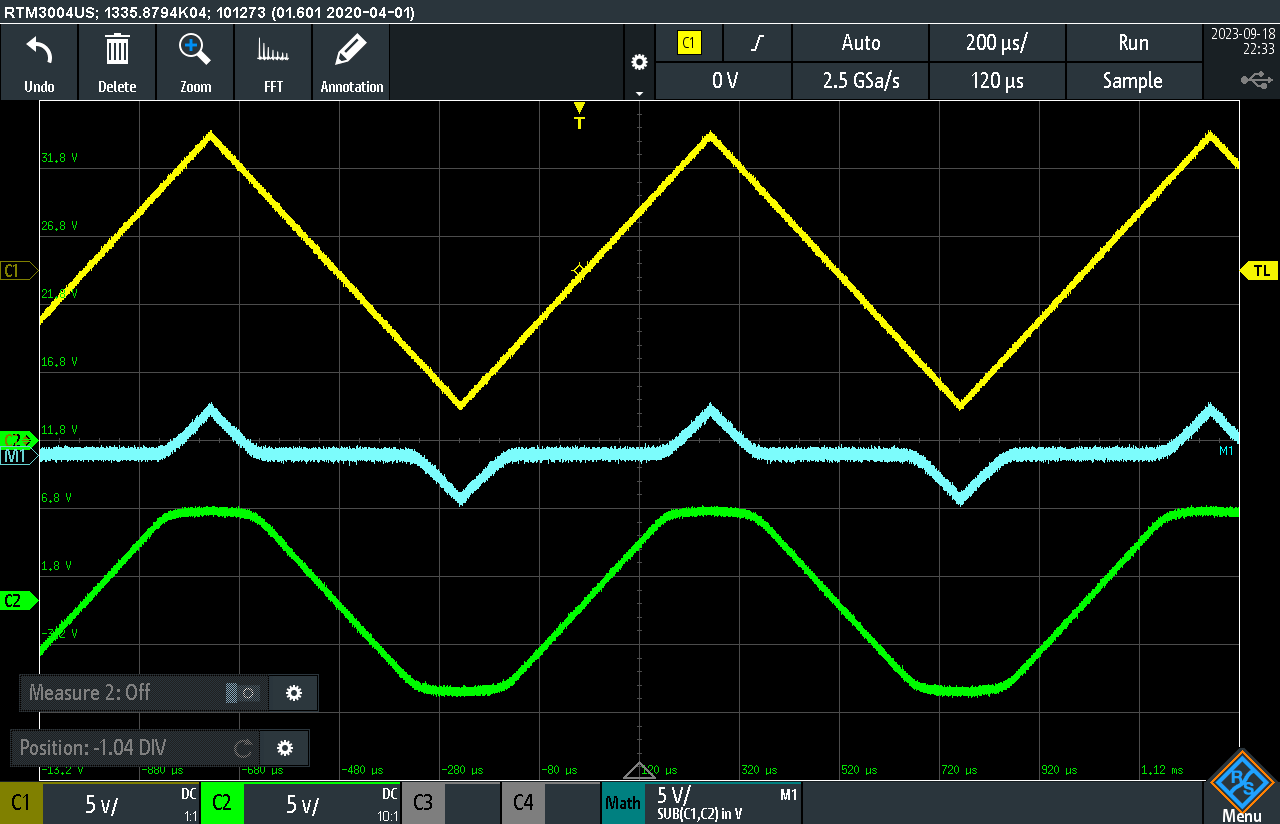 RTM3004US; 1335.8794K04; 101273 (01.601 2020-04-01)
Undo
Delete
Zoom
FFT
Annotation
C1
Auto
200 µs/
Run
2023-09-18
22:33
0 V
2.5 GSa/s
120 µs
Sample
T
31,8 V
26,8 V
C1
TL
21,8 V
16,8 V
11,8 V
C2
M1
M1
6,8 V
1,8 V
C2
-3,2 V
Measure 2: Off
Position: -1.04 DIV
-13,2 V
-880 µs
-680 µs
-480 µs
-280 µs
-80 µs
120 µs
320 µs
520 µs
720 µs
920 µs
1,12 ms
R&S
C1
5 V/
DC
1:1
C2
5 V/
DC
10:1
C3
C4
Math
5 V/
M1
SUB(C1,C2) in V
Menu